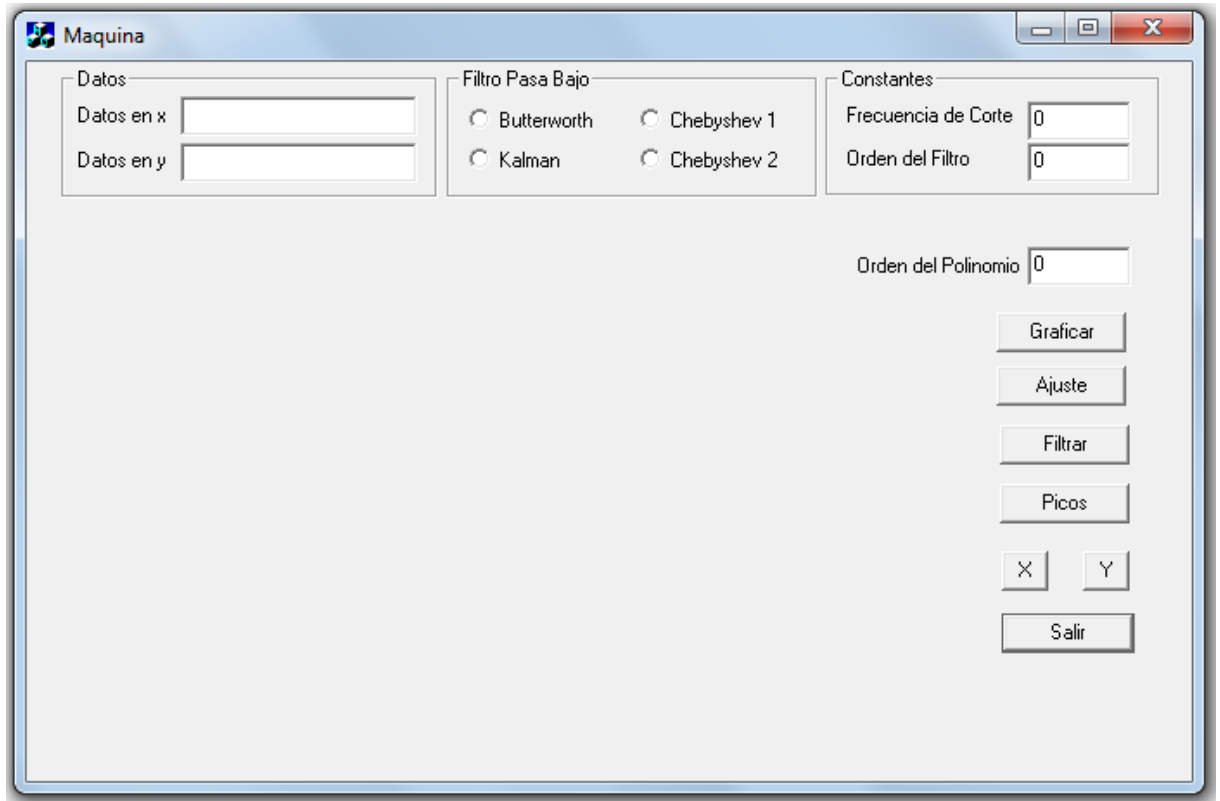 Maquina
Datos
Datos en x
Datos en y
Filtro Pasa Bajo
Butterworth
Chebyshev 1
Kalman
Chebyshev 2
Constantes
Frecuencia de Corte 0
Orden del Filtro 0
Orden del Polinomio 0
Graficar
Ajuste
Filtrar
Picos
X Y
Salir